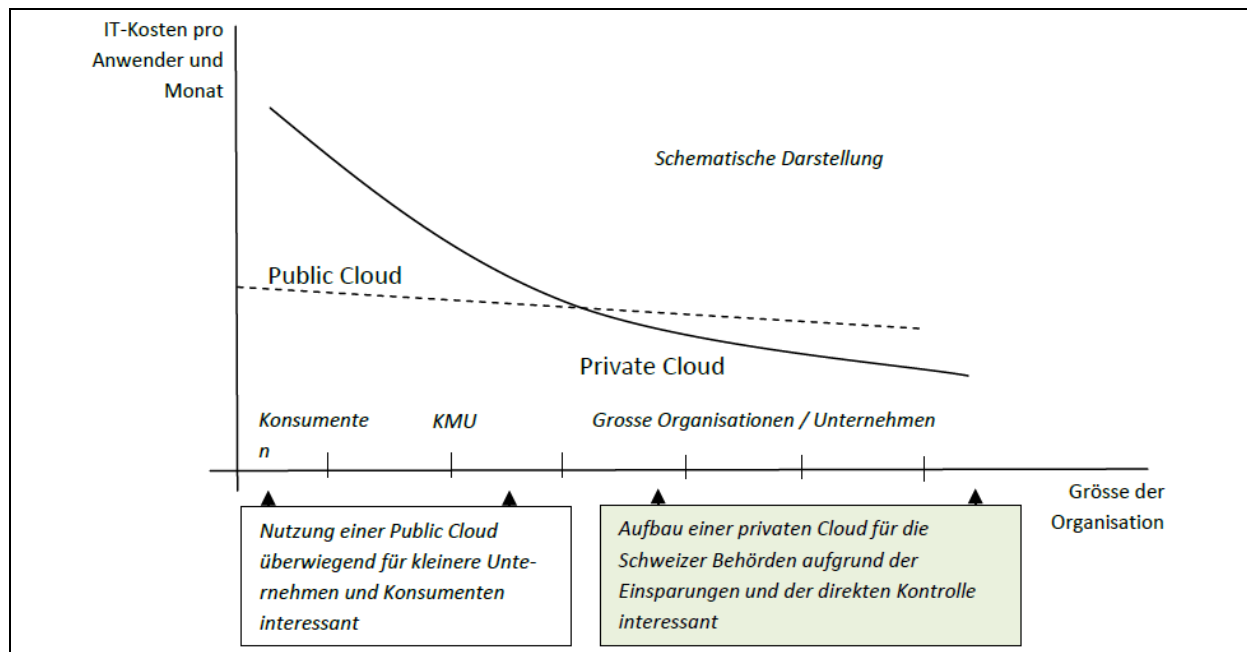 IT-Kosten pro
Anwender und
Monat
Schematische Darstellung
Public Cloud
Private Cloud
Konsumente
n
KMU
Grosse Organisationen / Unternehmen
Grösse der
Organisation
Nutzung einer Public Cloud
überwiegend für kleinere Unte-
rnehmen und Konsumenten
interessant
Aufbau einer privaten Cloud für die
Schweizer Behörden aufgrund der
Einsparungen und der direkten Kontrolle
interessant